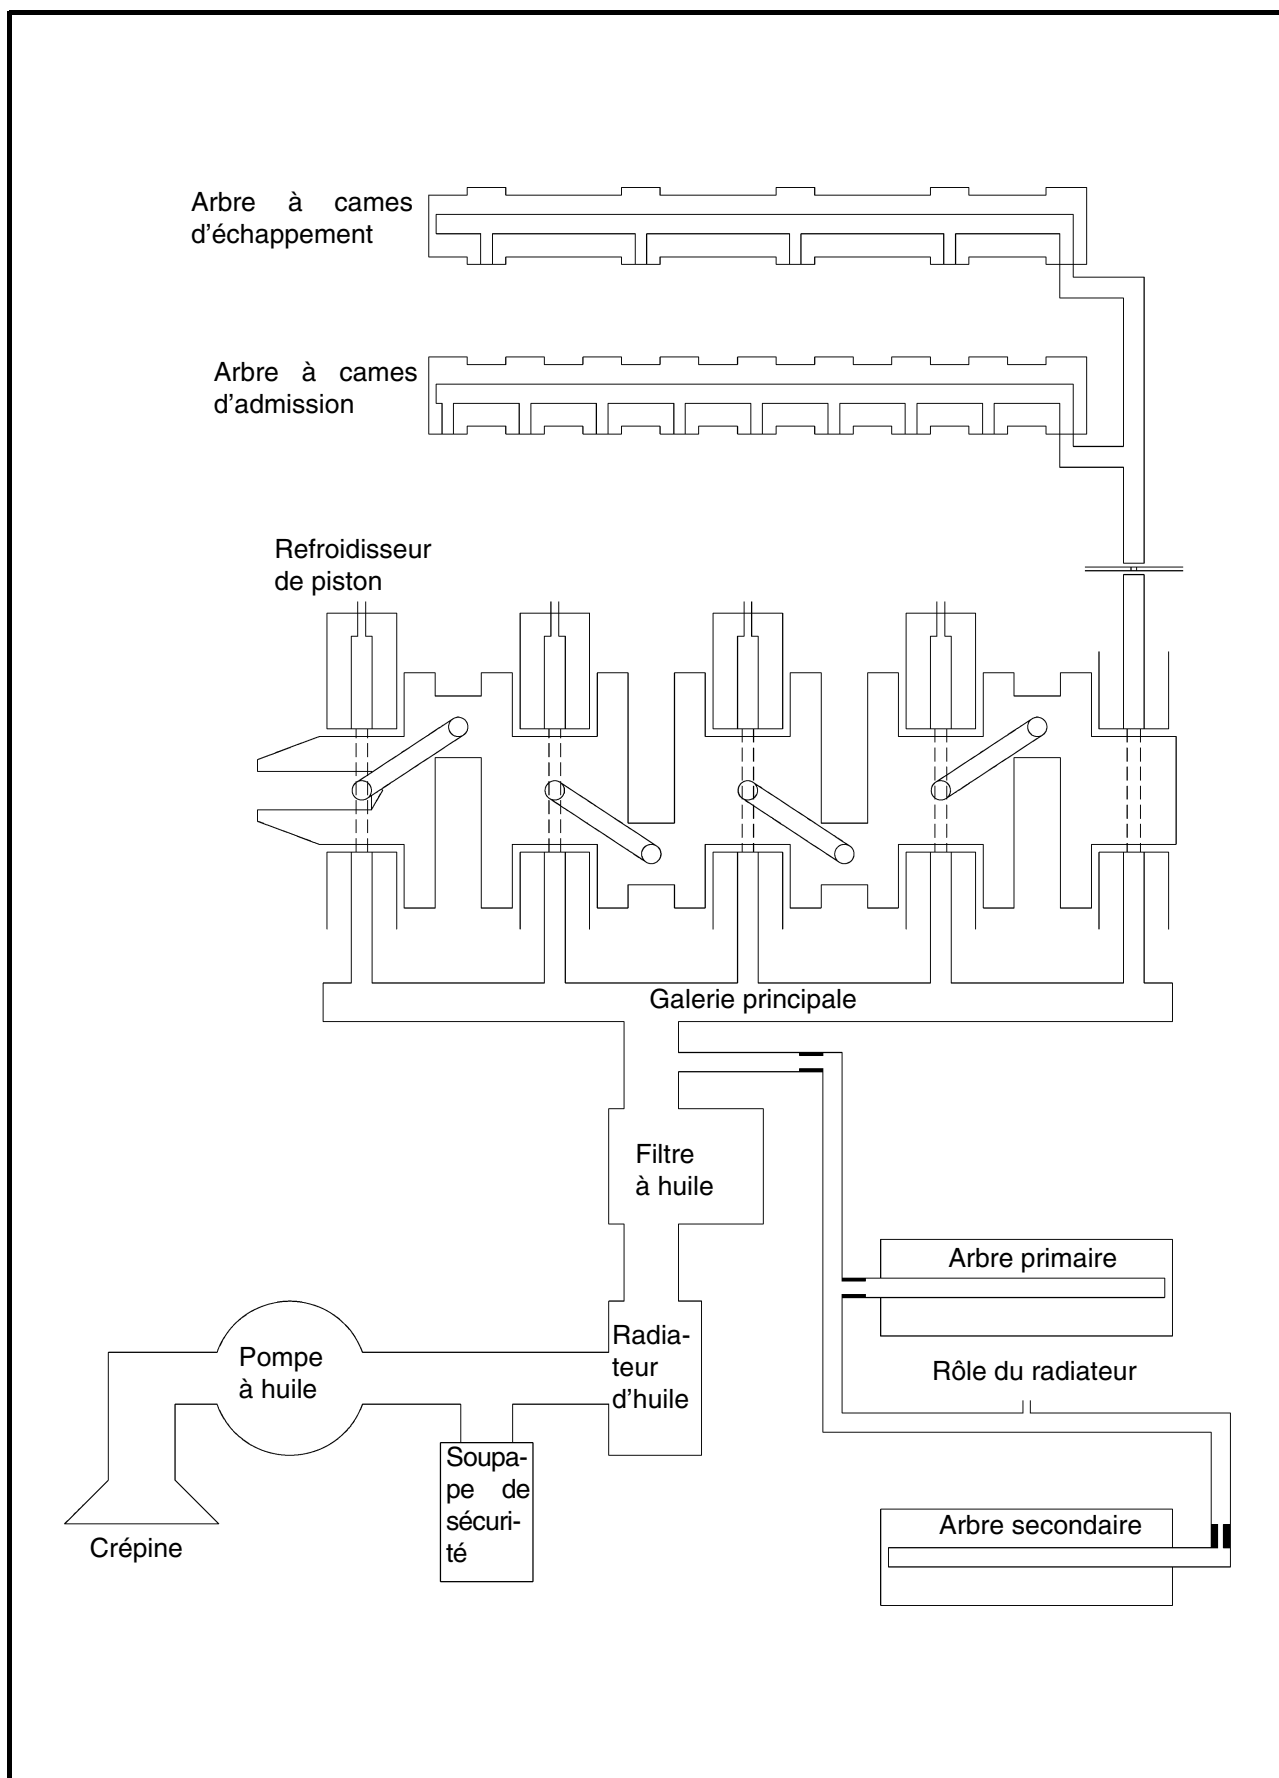 Arbre à cames
d'échappement
Arbre à cames
d'admission
Refroidisseur
de piston
Galerie principale
Filtre
à huile
Arbre primaire
Radia-
teur
d'huile
Pompe
à huile
Rôle du radiateur
Soupa-
pe de
sécuri-
té
Arbre secondaire
Crépine